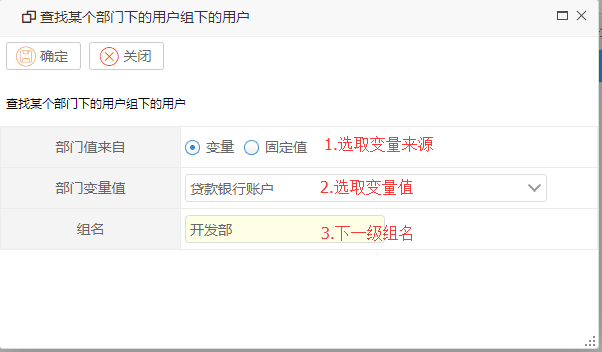 查找某个部门下的用户组下的用户
确定 关闭
查找某个部门下的用户组下的用户
部门值来自 变量 固定值 1.选取变量来源
部门变量值 贷款银行账户 2.选取变量值
组名 开发部 3.下一级组名